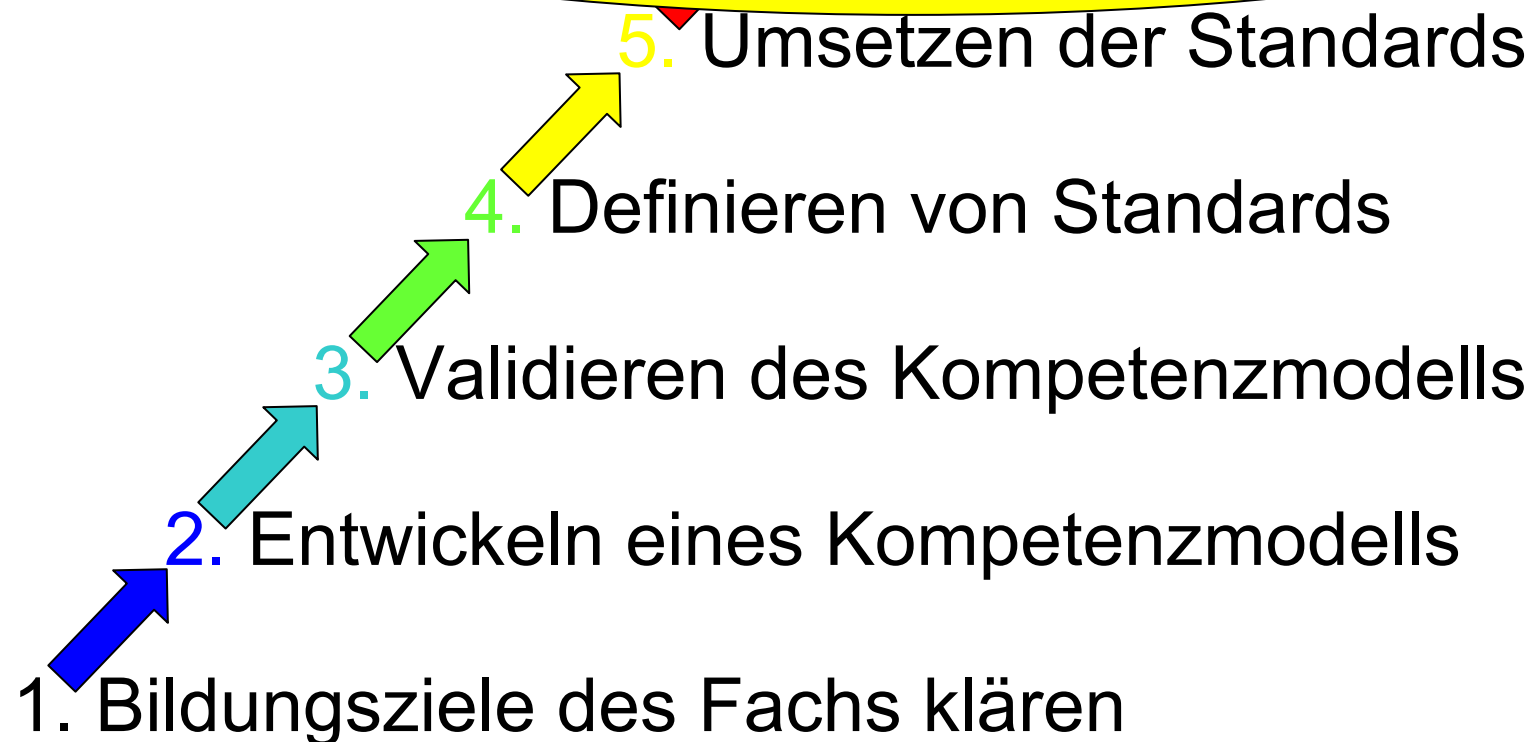 5. Umsetzen der Standards
4. Definieren von Standards
3. Validieren des Kompetenzmodells
2. Entwickeln eines Kompetenzmodells
1. Bildungsziele des Fachs klären